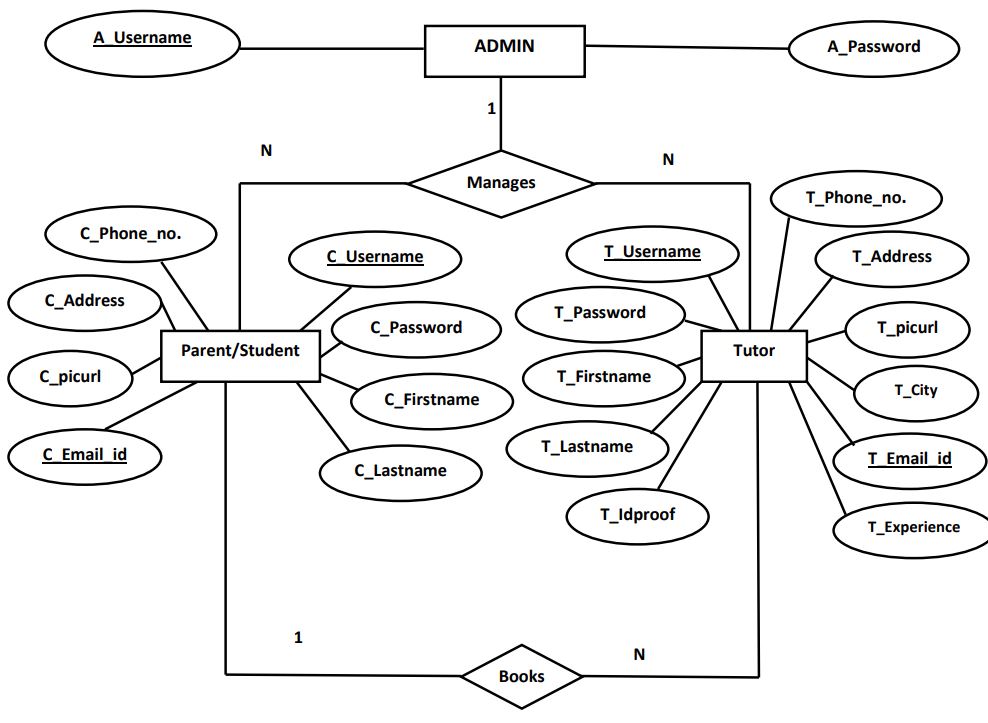 A_Username
ADMIN
A_Password
1
N
N
Manages
T_Phone_no.
C_Phone_no.
C_Username
T_Username
T_Address
C_Address
C_Password
T_Password
T_picurl
Parent/Student
Tutor
C_picurl
T_Firstname
T_City
C_Firstname
C_Email_id
C_Lastname
T_Lastname
T_Email_id
T_Idproof
T_Experience
1
N
Books